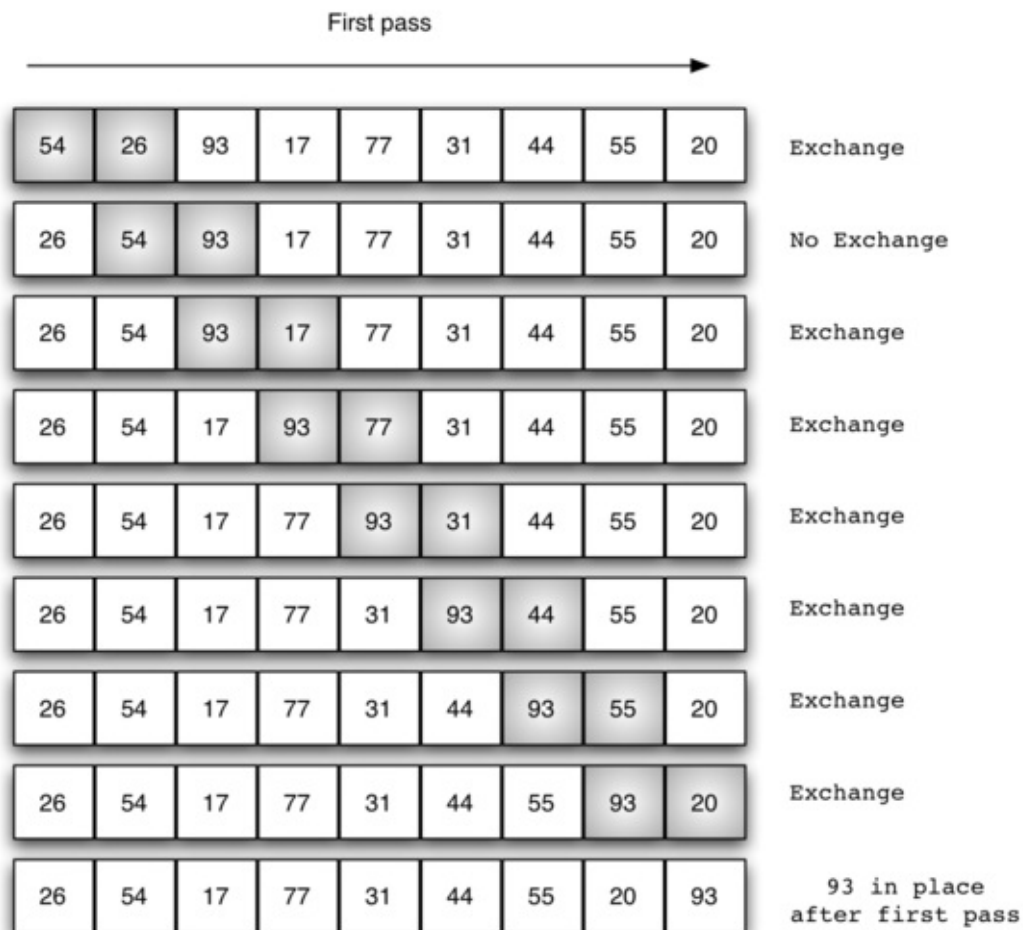 First pass
54 26 93 17 77 31 44 55 20 Exchange
26 54 93 17 77 31 44 55 20 No Exchange
26 54 93 17 77 31 44 55 20 Exchange
26 54 17 93 77 31 44 55 20 Exchange
26 54 17 77 93 31 44 55 20 Exchange
26 54 17 77 31 93 44 55 20 Exchange
26 54 17 77 31 44 93 55 20 Exchange
26 54 17 77 31 44 55 93 20 Exchange
26 54 17 77 31 44 55 20 93 93 in place
after first pass